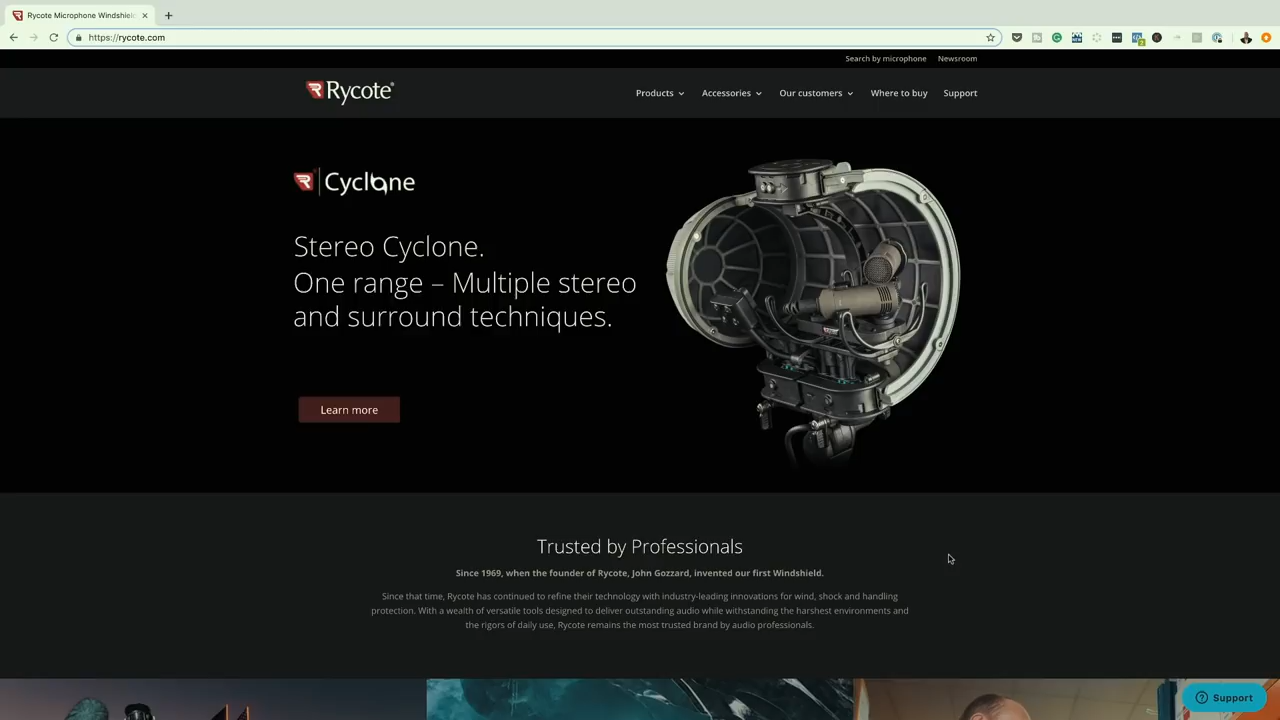 Rycote Microphone Windshield
https://rycote.com
2
Search by microphone Newsroom
Rycote®
Products Accessories Our customers Where to buy Support
Cyclone
Stereo Cyclone.
One range – Multiple stereo
and surround techniques.
Learn more
Trusted by Professionals
Since 1969, when the founder of Rycote, John Gozzard, invented our first Windshield.
Since that time, Rycote has continued to refine their technology with industry-leading innovations for wind, shock and handling
protection. With a wealth of versatile tools designed to deliver outstanding audio while withstanding the harshest environments and
the rigors of daily use, Rycote remains the most trusted brand by audio professionals.
Support